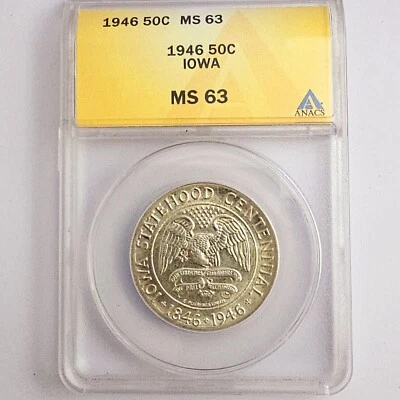 1946 50C MS 63
1946 50C
IOWA
MS 63
ANACS
IOWA STATEHOOD CENTENNIAL
1846 * 1946